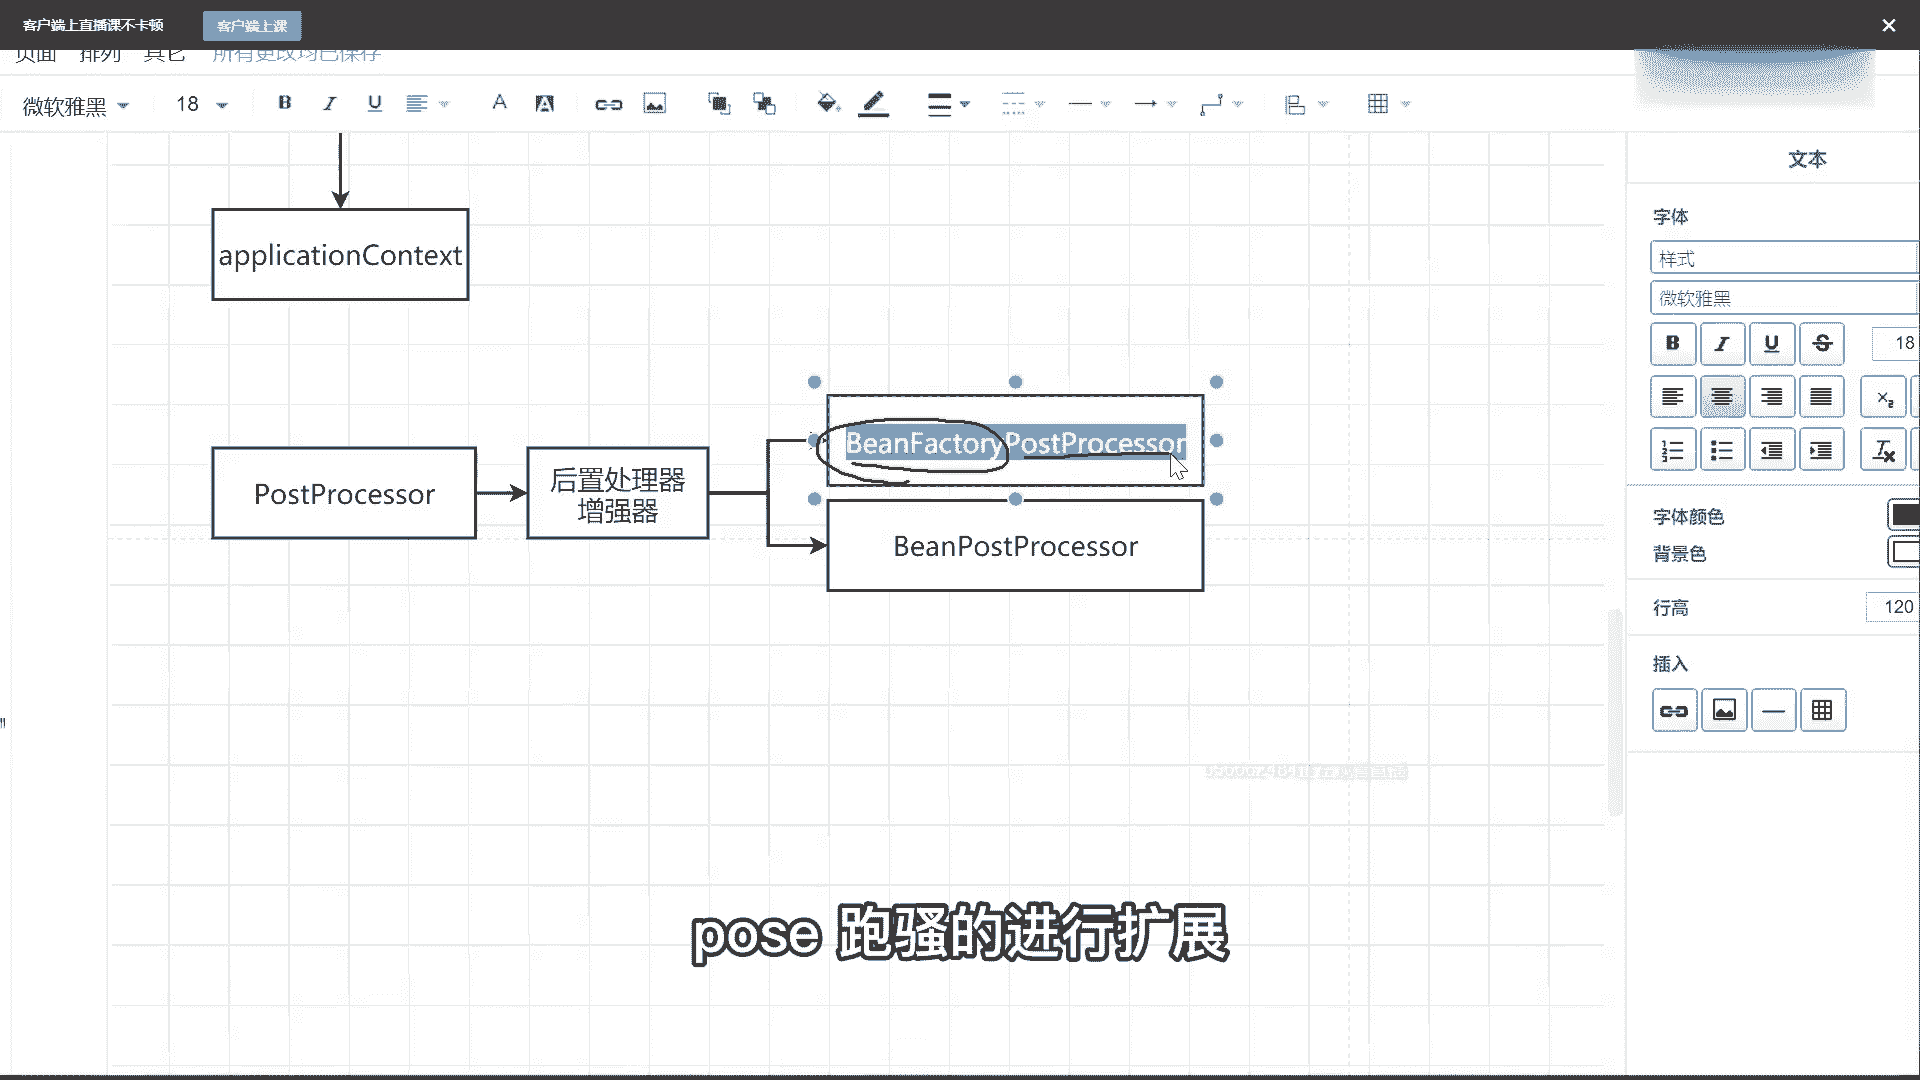 客户端上直播课不卡顿
客户端上课
页面 排列 其它 所有更改均已保存
微软雅黑 18 B I U A A
文本
applicationContext
字体
样式
微软雅黑
B I U S 18
BeanFactoryPostProcessor
PostProcessor
后置处理器
增强器
BeanPostProcessor
字体颜色
背景色
行高 120
插入
pose 跑骚的进行扩展